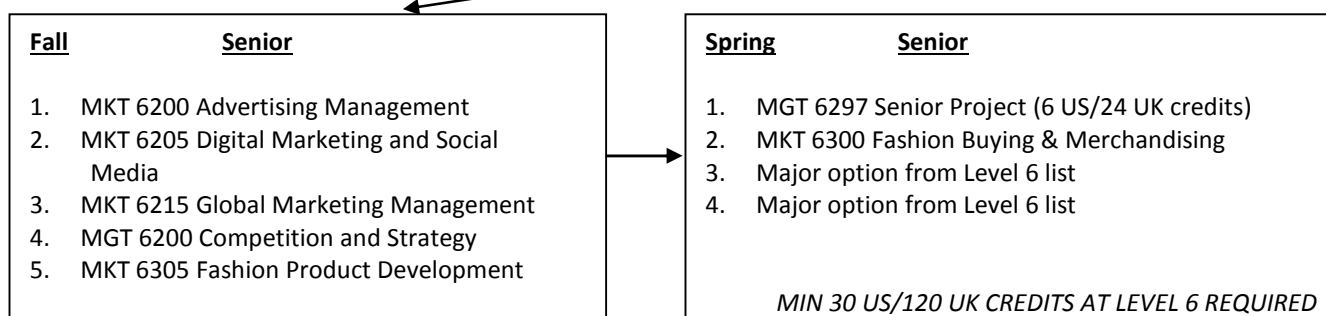 Fall Senior
1. MKT 6200 Advertising Management
2. MKT 6205 Digital Marketing and Social
Media
3. MKT 6215 Global Marketing Management
4. MGT 6200 Competition and Strategy
5. MKT 6305 Fashion Product Development
Spring Senior
1. MGT 6297 Senior Project (6 US/24 UK credits)
2. MKT 6300 Fashion Buying & Merchandising
3. Major option from Level 6 list
4. Major option from Level 6 list
MIN 30 US/120 UK CREDITS AT LEVEL 6 REQUIRED